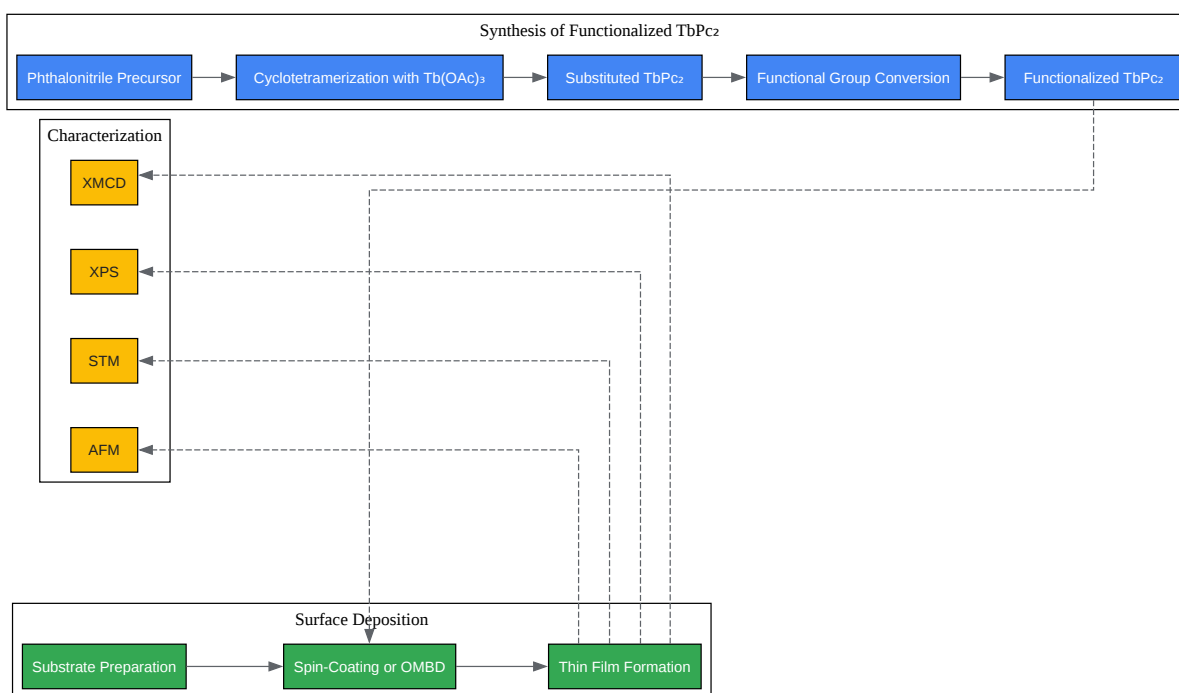 Synthesis of Functionalized TbPc₂
Phthalonitrile Precursor
Cyclotetramerization with Tb(OAc)₃
Substituted TbPc₂
Functional Group Conversion
Functionalized TbPc₂
Characterization
XMCD
XPS
STM
AFM
Surface Deposition
Substrate Preparation
Spin-Coating or OMBD
Thin Film Formation